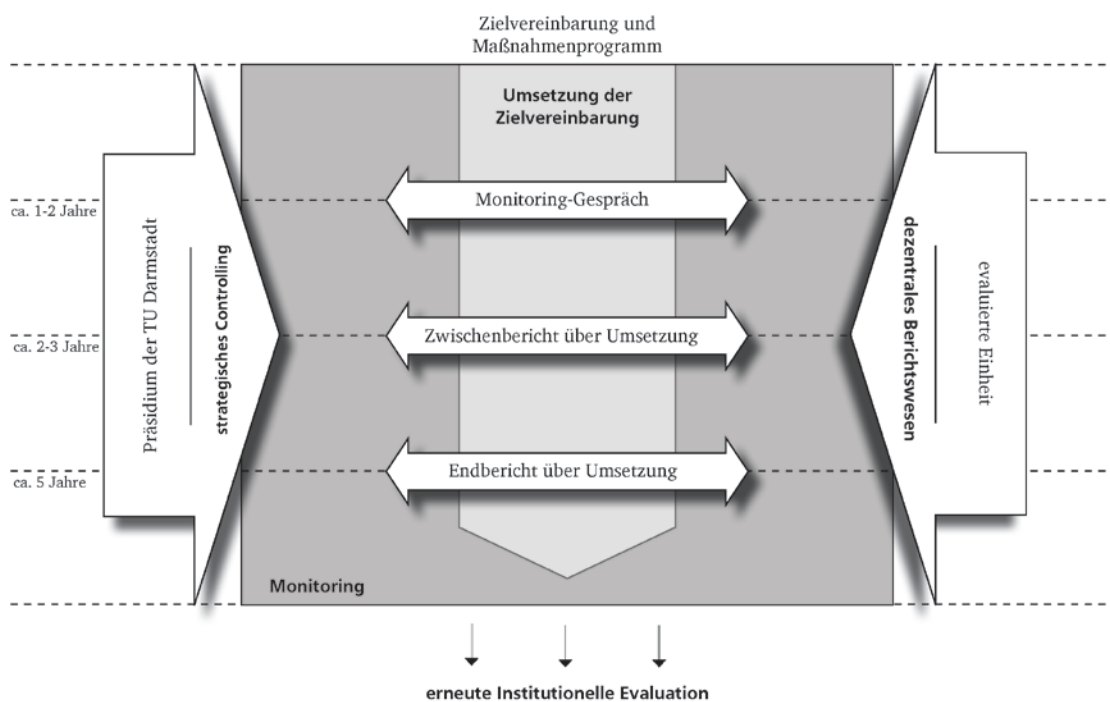 Zielvereinbarung und
Maßnahmenprogramm
Umsetzung der
Zielvereinbarung
Monitoring-Gespräch
ca. 1-2 Jahre
Präsidium der TU Darmstadt
strategisches Controlling
dezentrales Berichtswesen
evaluierte Einheit
Zwischenbericht über Umsetzung
ca. 2-3 Jahre
Endbericht über Umsetzung
ca. 5 Jahre
Monitoring
erneute Institutionelle Evaluation